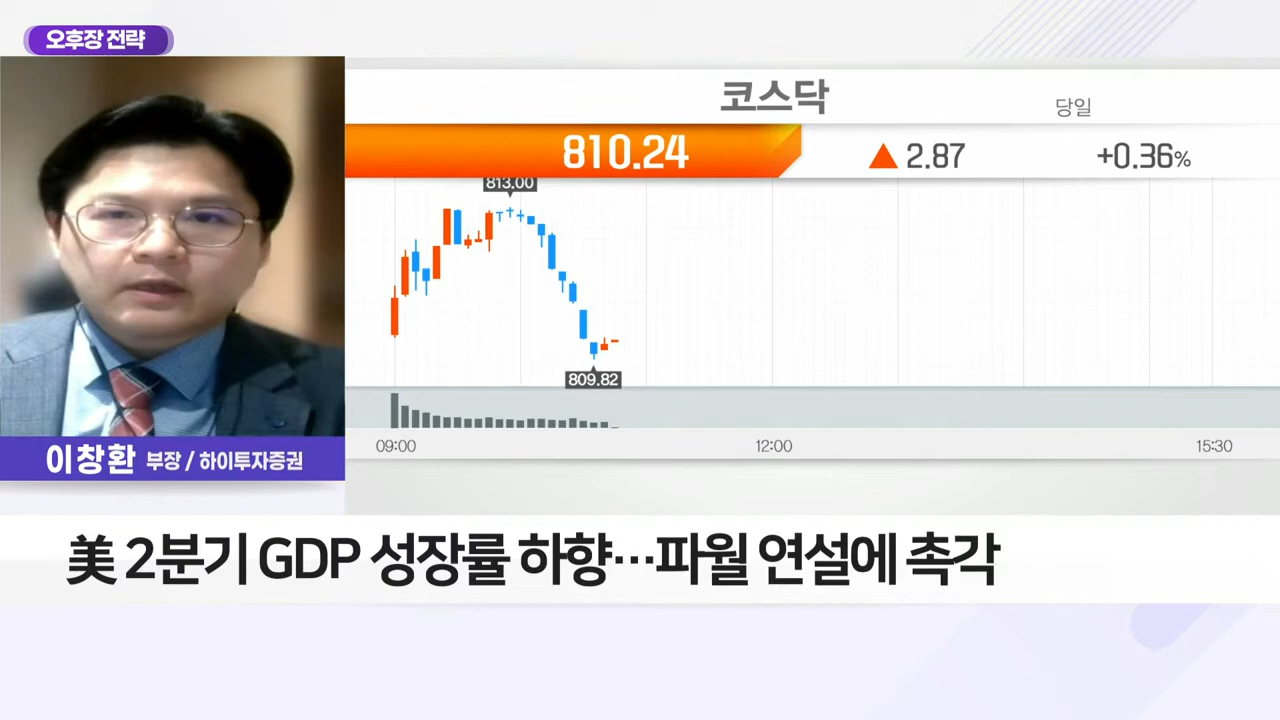 오후장 전략
코스닥
당일
810.24 ▲ 2.87 +0.36%
813.00
809.82
09:00 12:00 15:30
이창환 부장 / 하이투자증권
美 2분기 GDP 성장률 하향…파월 연설에 촉각